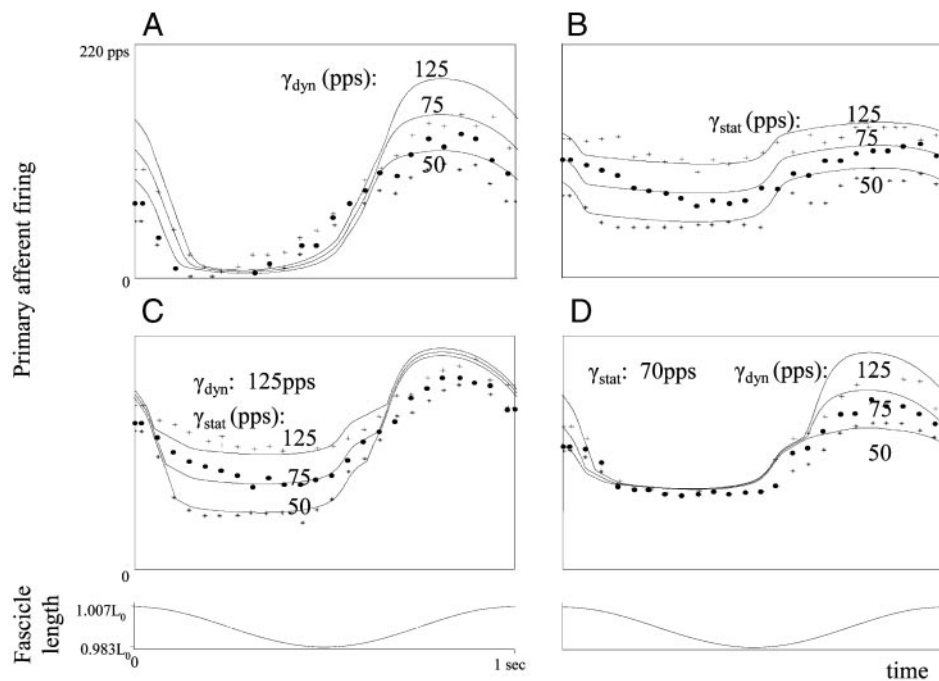 A
B
220 pps
γdyn (pps):
125
75
50
0
γstat (pps):
125
75
50
Primary afferent firing
C
D
γdyn: 125pps
γstat (pps):
125
75
50
0
γstat: 70pps
γdyn (pps):
125
75
50
Fascicle
length
1.007L0
0.983L0
0
1 sec
time